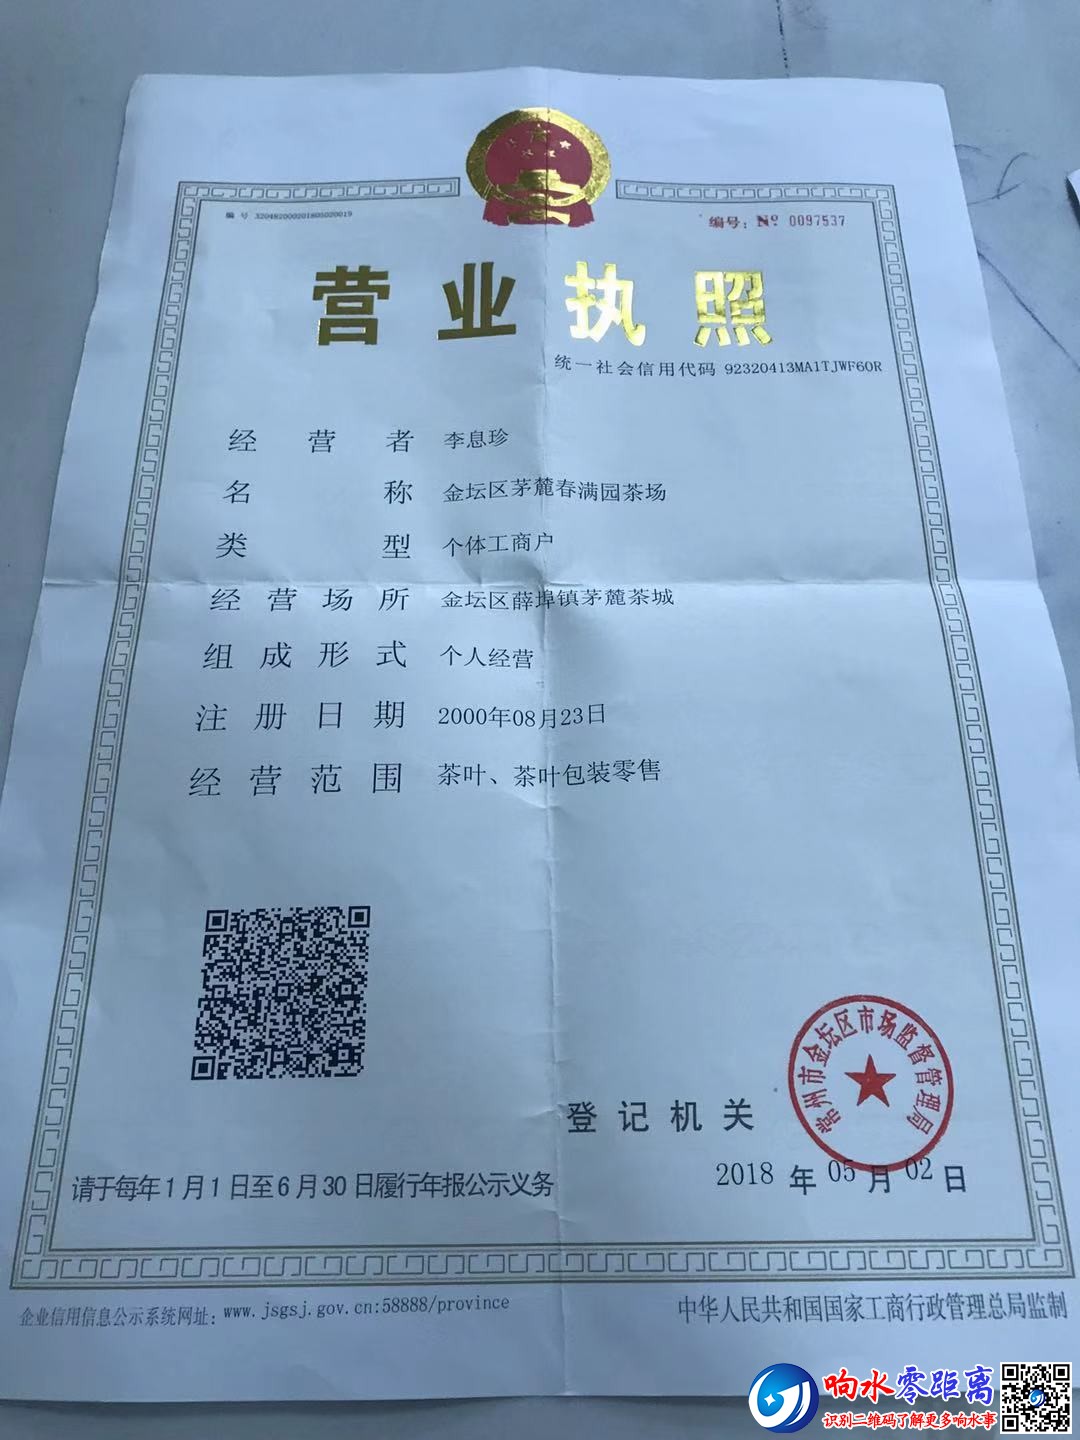 编 号 320482000201805020019
编号: №. 0097537
营业执照
统一社会信用代码 92320413MA1TJWF60R
经营者 李息珍
名称 金坛区茅麓春满园茶场
类型 个体工商户
经营场所 金坛区薛埠镇茅麓茶城
组成形式 个人经营
注册日期 2000年08月23日
经营范围 茶叶、茶叶包装零售
常州市金坛区市场监督管理局
登记机关
2018 年 05 月 02 日
请于每年1月1日至6月30日履行年报公示义务
企业信用信息公示系统网址: www.jsgsj.gov.cn:58888/province
中华人民共和国国家工商行政管理总局监制
响水零距离
识别二维码了解更多响水事